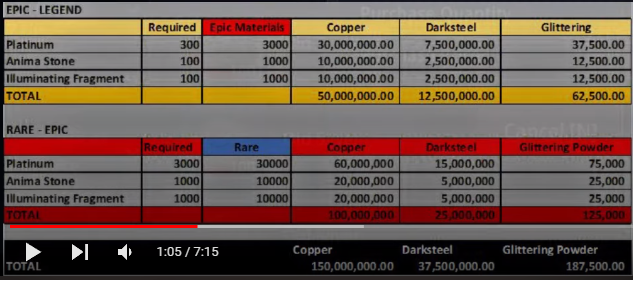 EPIC - LEGEND
Required Epic Materials Copper Darksteel Glittering
Platinum 300 3000 30,000,000.00 7,500,000.00 37,500.00
Anima Stone 100 1000 10,000,000.00 2,500,000.00 12,500.00
Illuminating Fragment 100 1000 10,000,000.00 2,500,000.00 12,500.00
TOTAL 50,000,000.00 12,500,000.00 62,500.00
RARE - EPIC
Required Rare Copper Darksteel Glittering Powder
Platinum 3000 30000 60,000,000 15,000,000 75,000
Anima Stone 1000 10000 20,000,000 5,000,000 25,000
Illuminating Fragment 1000 10000 20,000,000 5,000,000 25,000
TOTAL 100,000,000 25,000,000 125,000
1:05 / 7:15 Copper Darksteel Glittering Powder
TOTAL 150,000,000.00 37,500,000.00 187,500.00